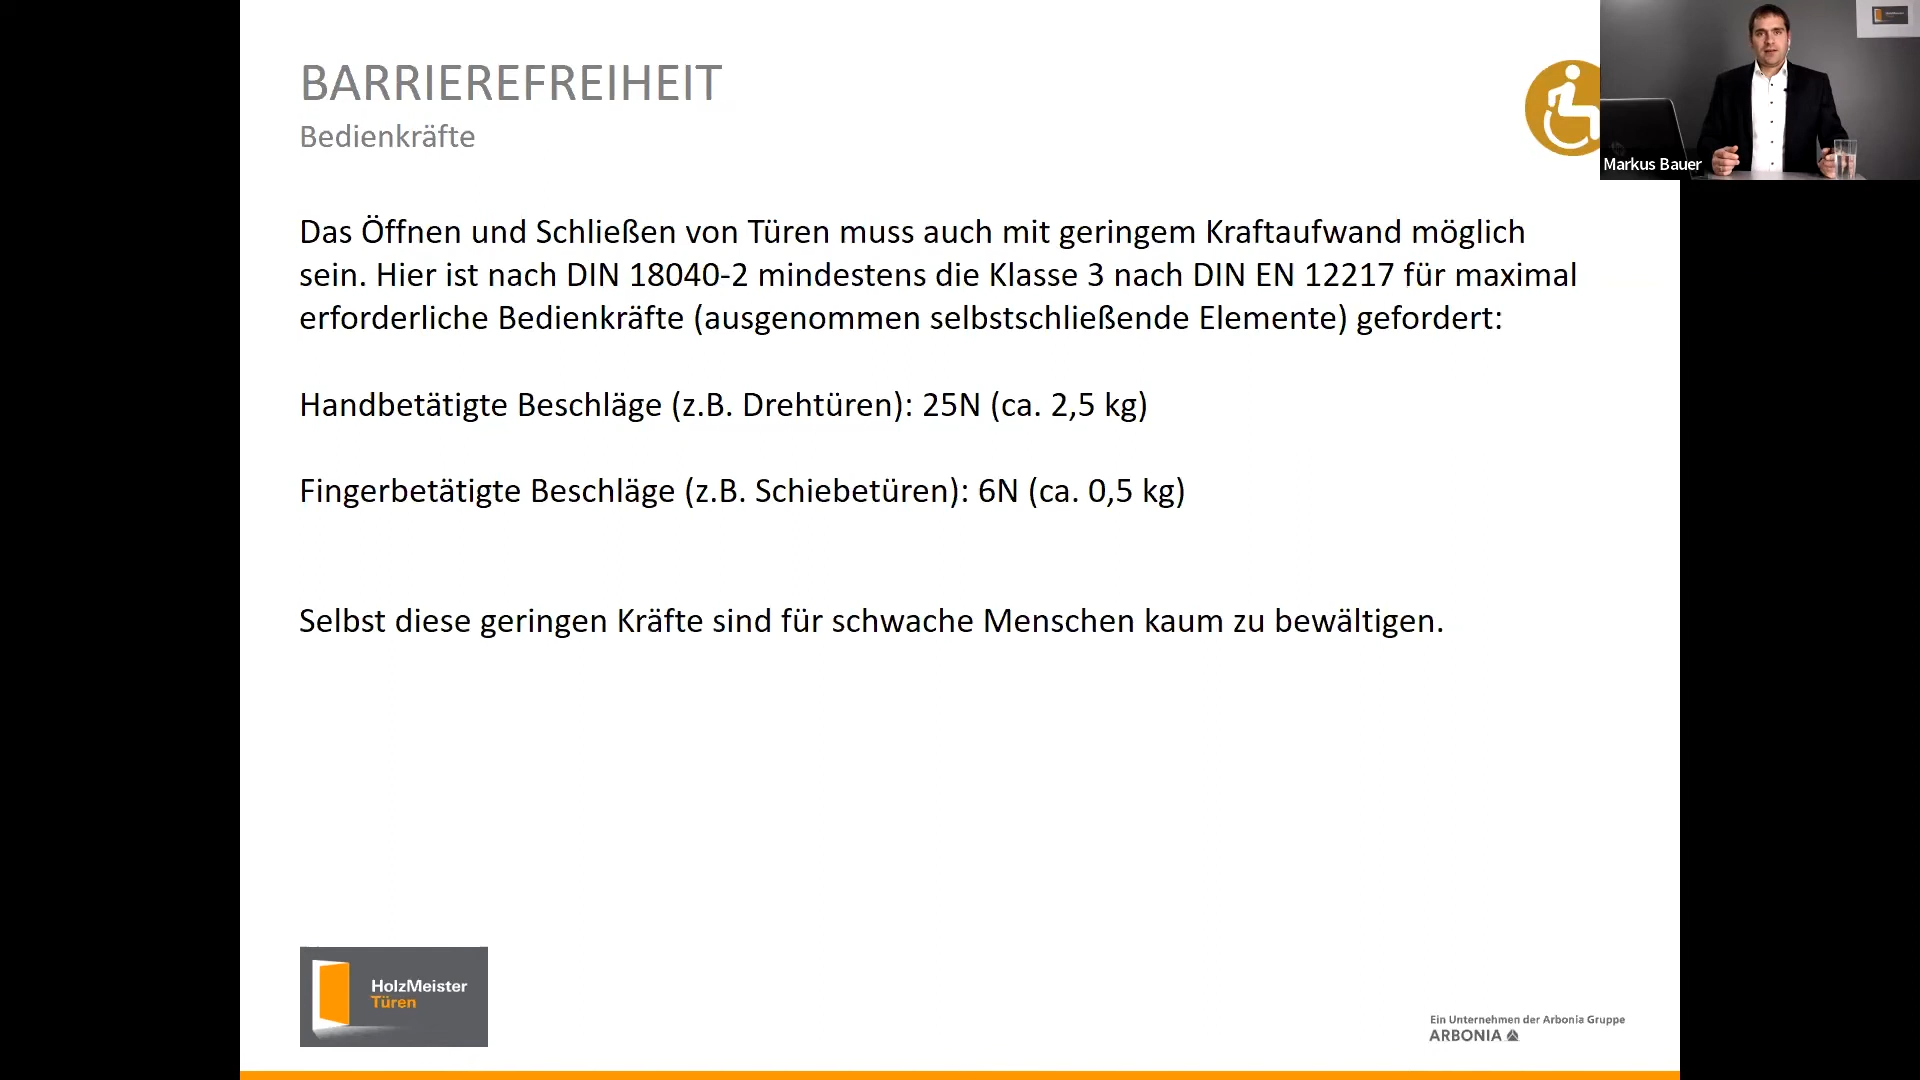 BARRIEREFREIHEIT
Bedienkräfte
Markus Bauer
Das Öffnen und Schließen von Türen muss auch mit geringem Kraftaufwand möglich
sein. Hier ist nach DIN 18040-2 mindestens die Klasse 3 nach DIN EN 12217 für maximal
erforderliche Bedienkräfte (ausgenommen selbstschließende Elemente) gefordert:
Handbetätigte Beschläge (z.B. Drehtüren): 25N (ca. 2,5 kg)
Fingerbetätigte Beschläge (z.B. Schiebetüren): 6N (ca. 0,5 kg)
Selbst diese geringen Kräfte sind für schwache Menschen kaum zu bewältigen.
HolzMeister
Türen
Ein Unternehmen der Arbonia Gruppe
ARBONIA